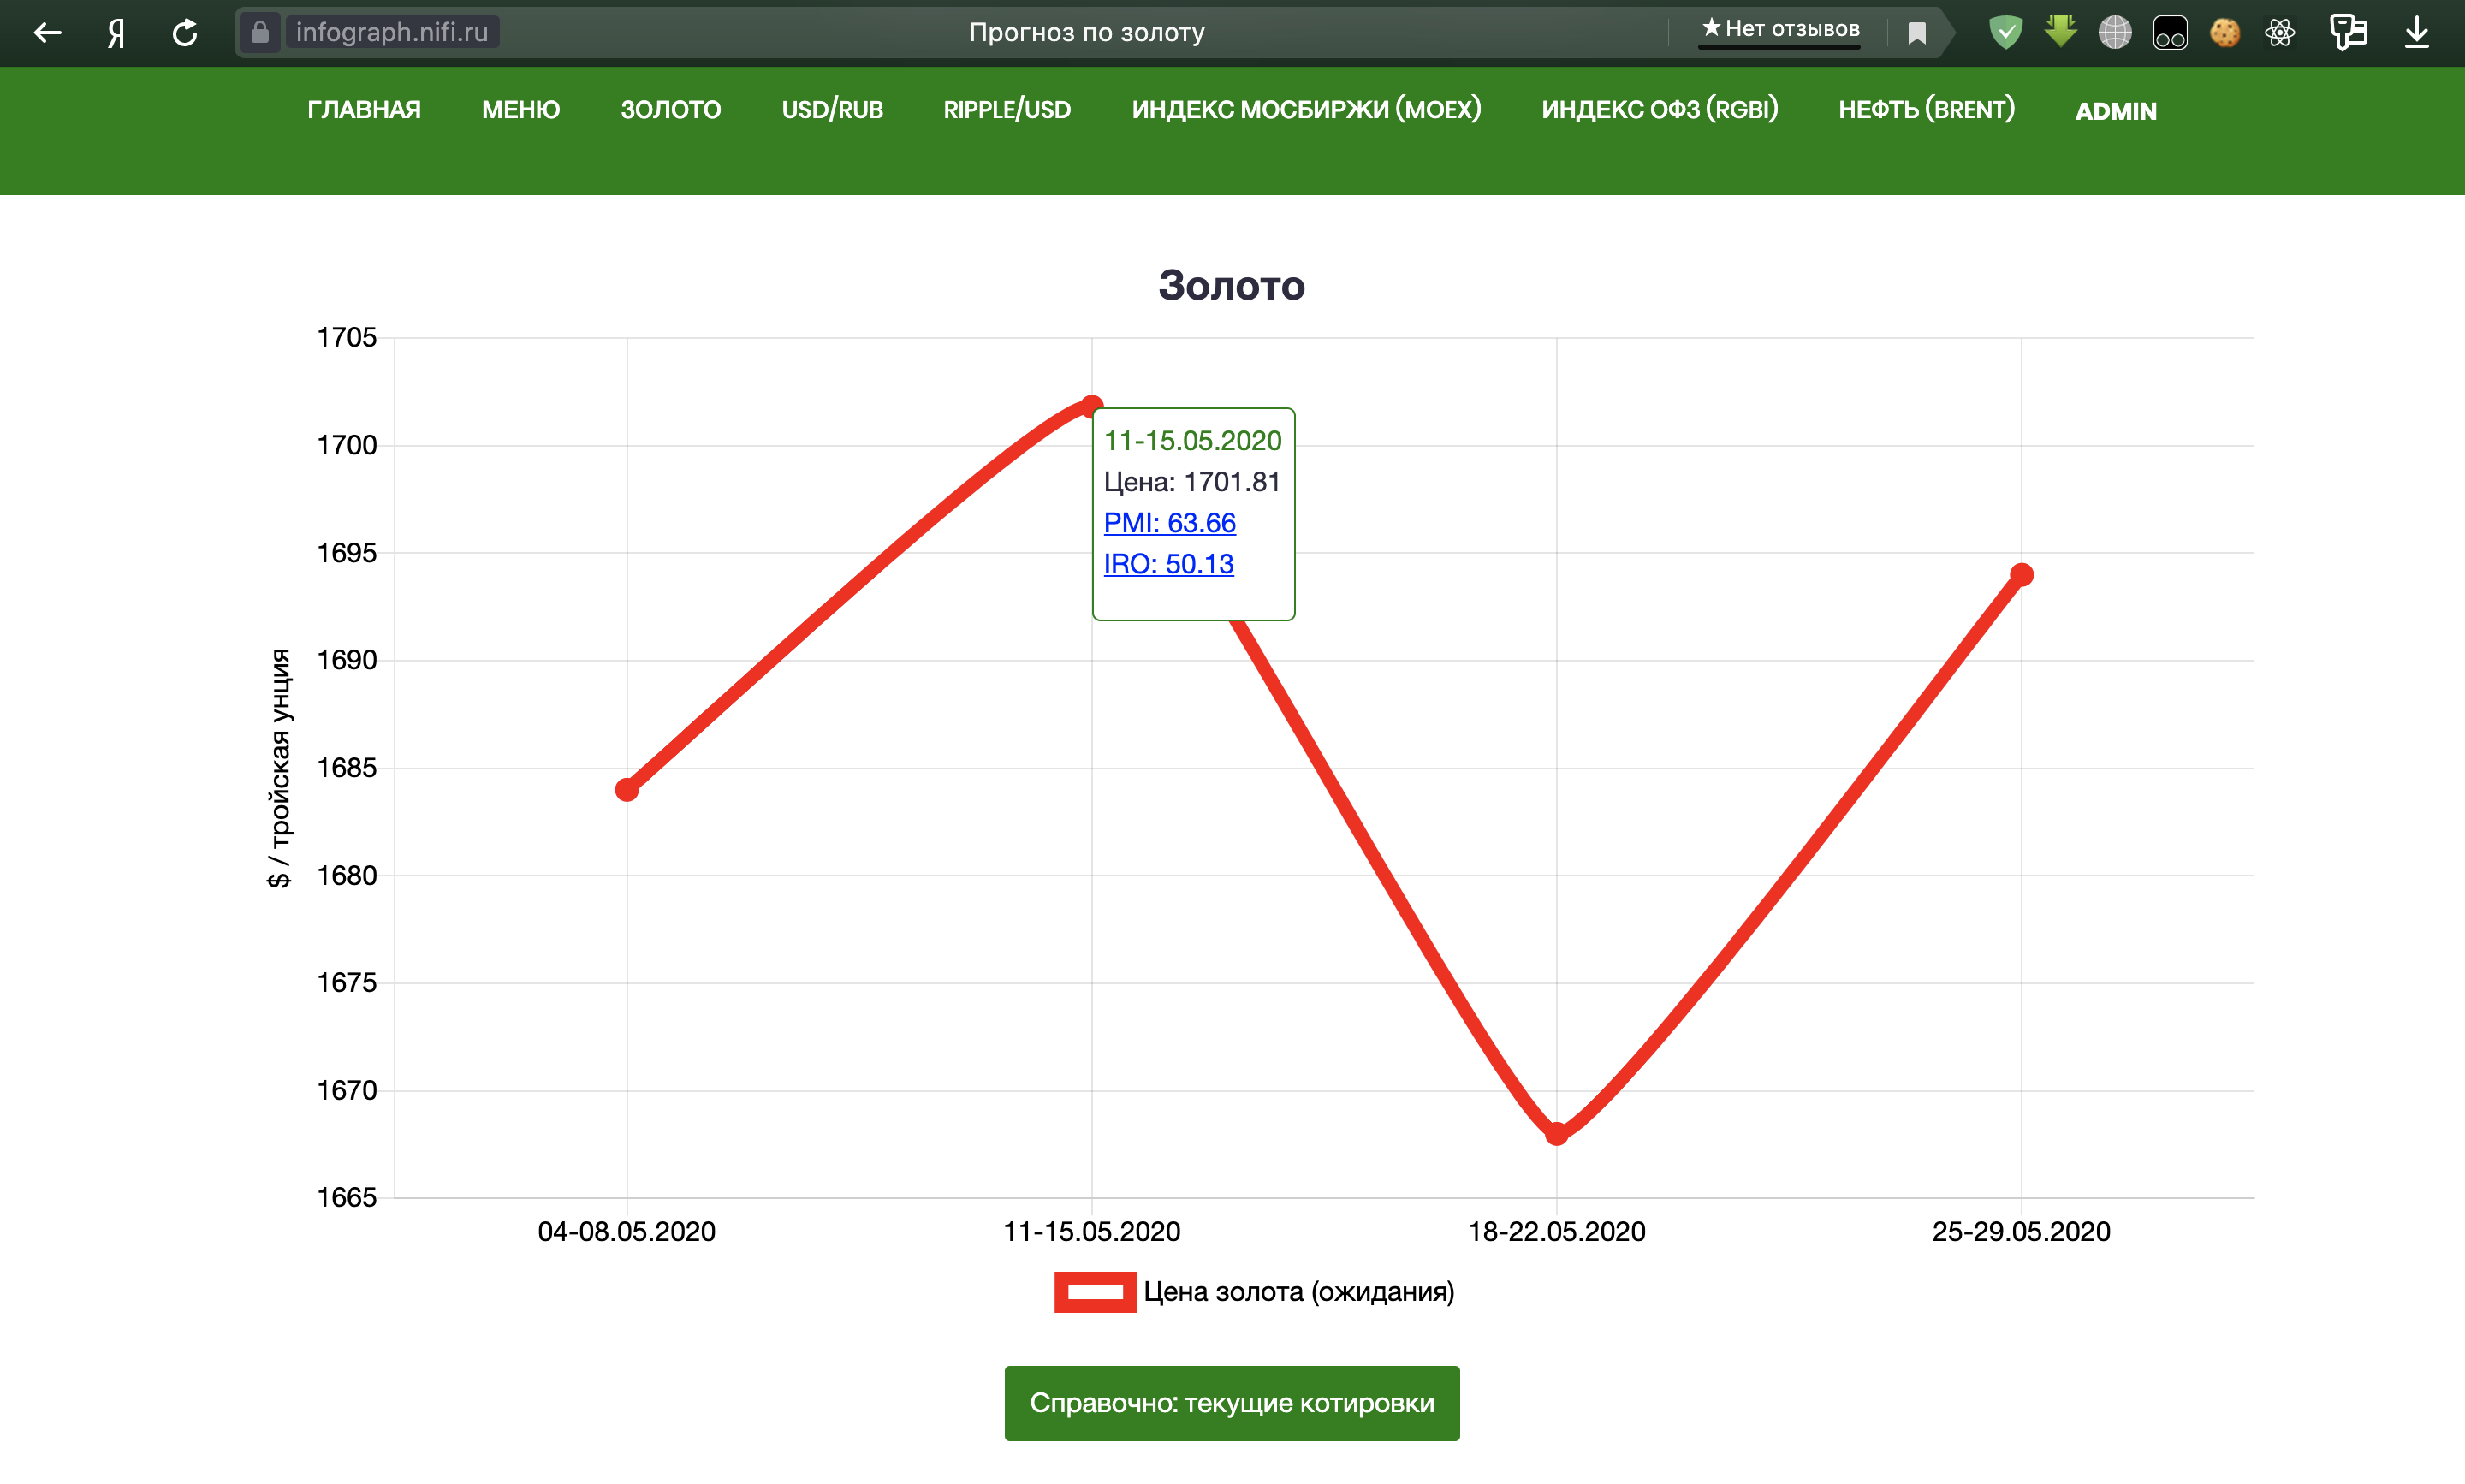 Я
infograph.nifi.ru
Прогноз по золоту
★ Нет отзывов
ГЛАВНАЯ
МЕНЮ
ЗОЛОТО
USD/RUB
RIPPLE/USD
ИНДЕКС МОСБИРЖИ (MOEX)
ИНДЕКС ОФЗ (RGBI)
НЕФТЬ (BRENT)
ADMIN
Золото
$ / тройская унция
1705
1700
1695
1690
1685
1680
1675
1670
1665
11-15.05.2020
Цена: 1701.81
PMI: 63.66
IRO: 50.13
04-08.05.2020
11-15.05.2020
18-22.05.2020
25-29.05.2020
Цена золота (ожидания)
Справочно: текущие котировки